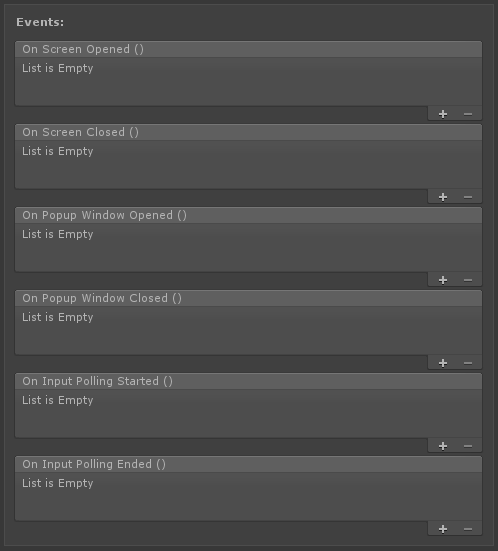 Events:
On Screen Opened ()
List is Empty
+ −
On Screen Closed ()
List is Empty
+ −
On Popup Window Opened ()
List is Empty
+ −
On Popup Window Closed ()
List is Empty
+ −
On Input Polling Started ()
List is Empty
+ −
On Input Polling Ended ()
List is Empty
+ −